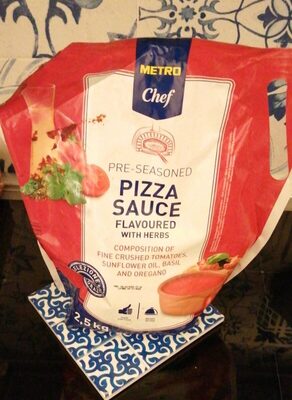 METRO
Chef
PRE-SEASONED
PIZZA
SAUCE
FLAVOURED
WITH HERBS
COMPOSITION OF
FINE CRUSHED TOMATOES,
SUNFLOWER OIL, BASIL
AND OREGANO
2,5 kg